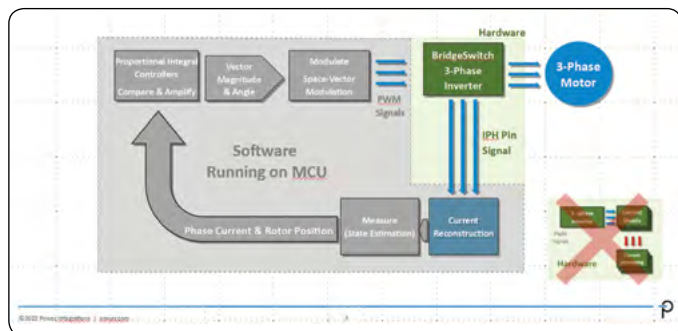 Hardware
Proportional Integral
Controllers
Compare & Amplify
Vector
Magnitude
& Angle
Modulate
Space-Vector
Modulation
PWM
Signals
BridgeSwitch
3-Phase
Inverter
3-Phase
Motor
IPH Pin
Signal
Software
Running on MCU
Phase Current & Rotor Position
Measure
(State Estimation)
Current
Reconstruction
Signals
Hardware